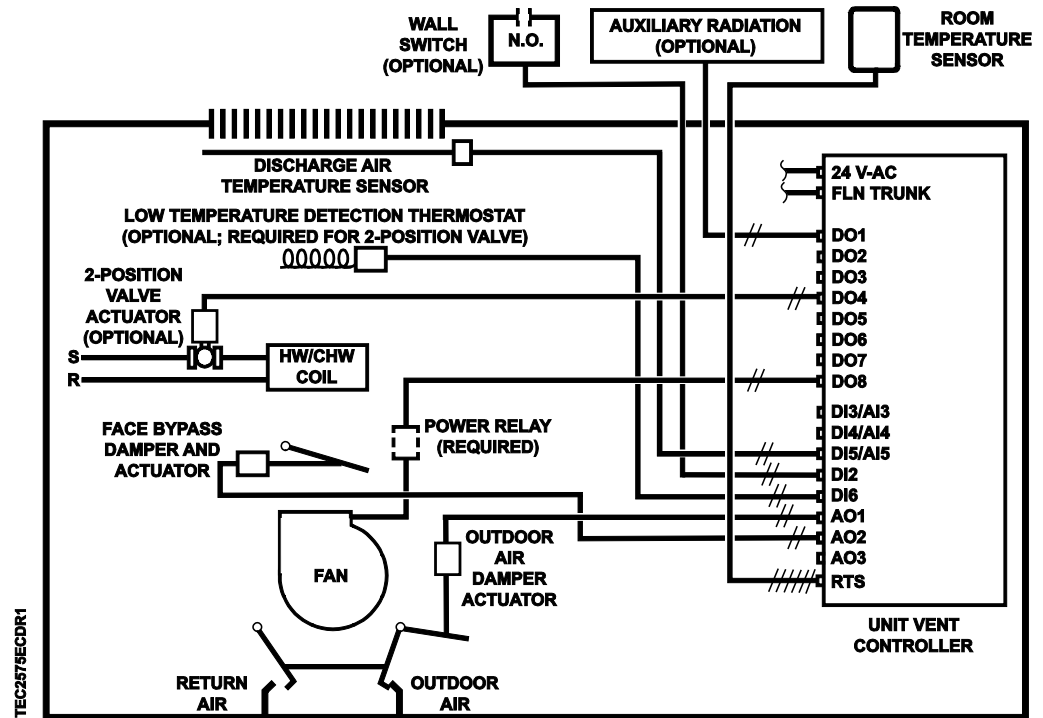 WALL
SWITCH
(OPTIONAL)
N.O.
AUXILIARY RADIATION
(OPTIONAL)
ROOM
TEMPERATURE
SENSOR
DISCHARGE AIR
TEMPERATURE SENSOR
LOW TEMPERATURE DETECTION THERMOSTAT
(OPTIONAL; REQUIRED FOR 2-POSITION VALVE)
2-POSITION
VALVE
ACTUATOR
(OPTIONAL)
S
R
HW/CHW
COIL
FACE BYPASS
DAMPER AND
ACTUATOR
POWER RELAY
(REQUIRED)
FAN
OUTDOOR
AIR
DAMPER
ACTUATOR
RETURN
AIR
OUTDOOR
AIR
24 V-AC
FLN TRUNK
DO1
DO2
DO3
DO4
DO5
DO6
DO7
DO8
DI3/AI3
DI4/AI4
DI5/AI5
DI2
DI6
AO1
AO2
AO3
RTS
UNIT VENT
CONTROLLER
TEC2575ECDR1